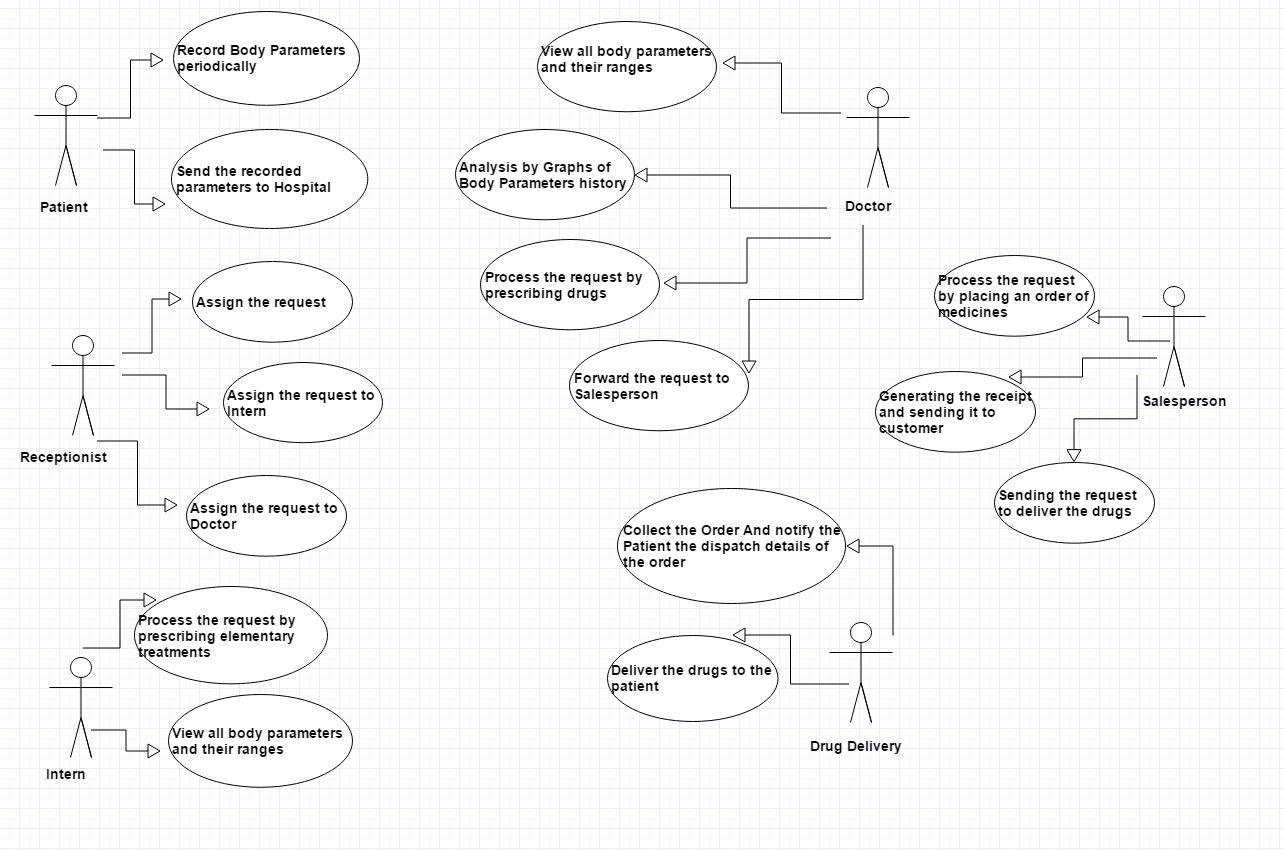 Record Body Parameters
periodically
Send the recorded
parameters to Hospital
Patient
Assign the request
Assign the request to
Intern
Receptionist
Assign the request to
Doctor
Process the request by
prescribing elementary
treatments
View all body parameters
and their ranges
Intern
View all body parameters
and their ranges
Analysis by Graphs of
Body Parameters history
Doctor
Process the request by
prescribing drugs
Forward the request to
Salesperson
Process the request
by placing an order of
medicines
Generating the receipt
and sending it to
customer
Salesperson
Sending the request
to deliver the drugs
Collect the Order And notify the
Patient the dispatch details of
the order
Deliver the drugs to the
patient
Drug Delivery